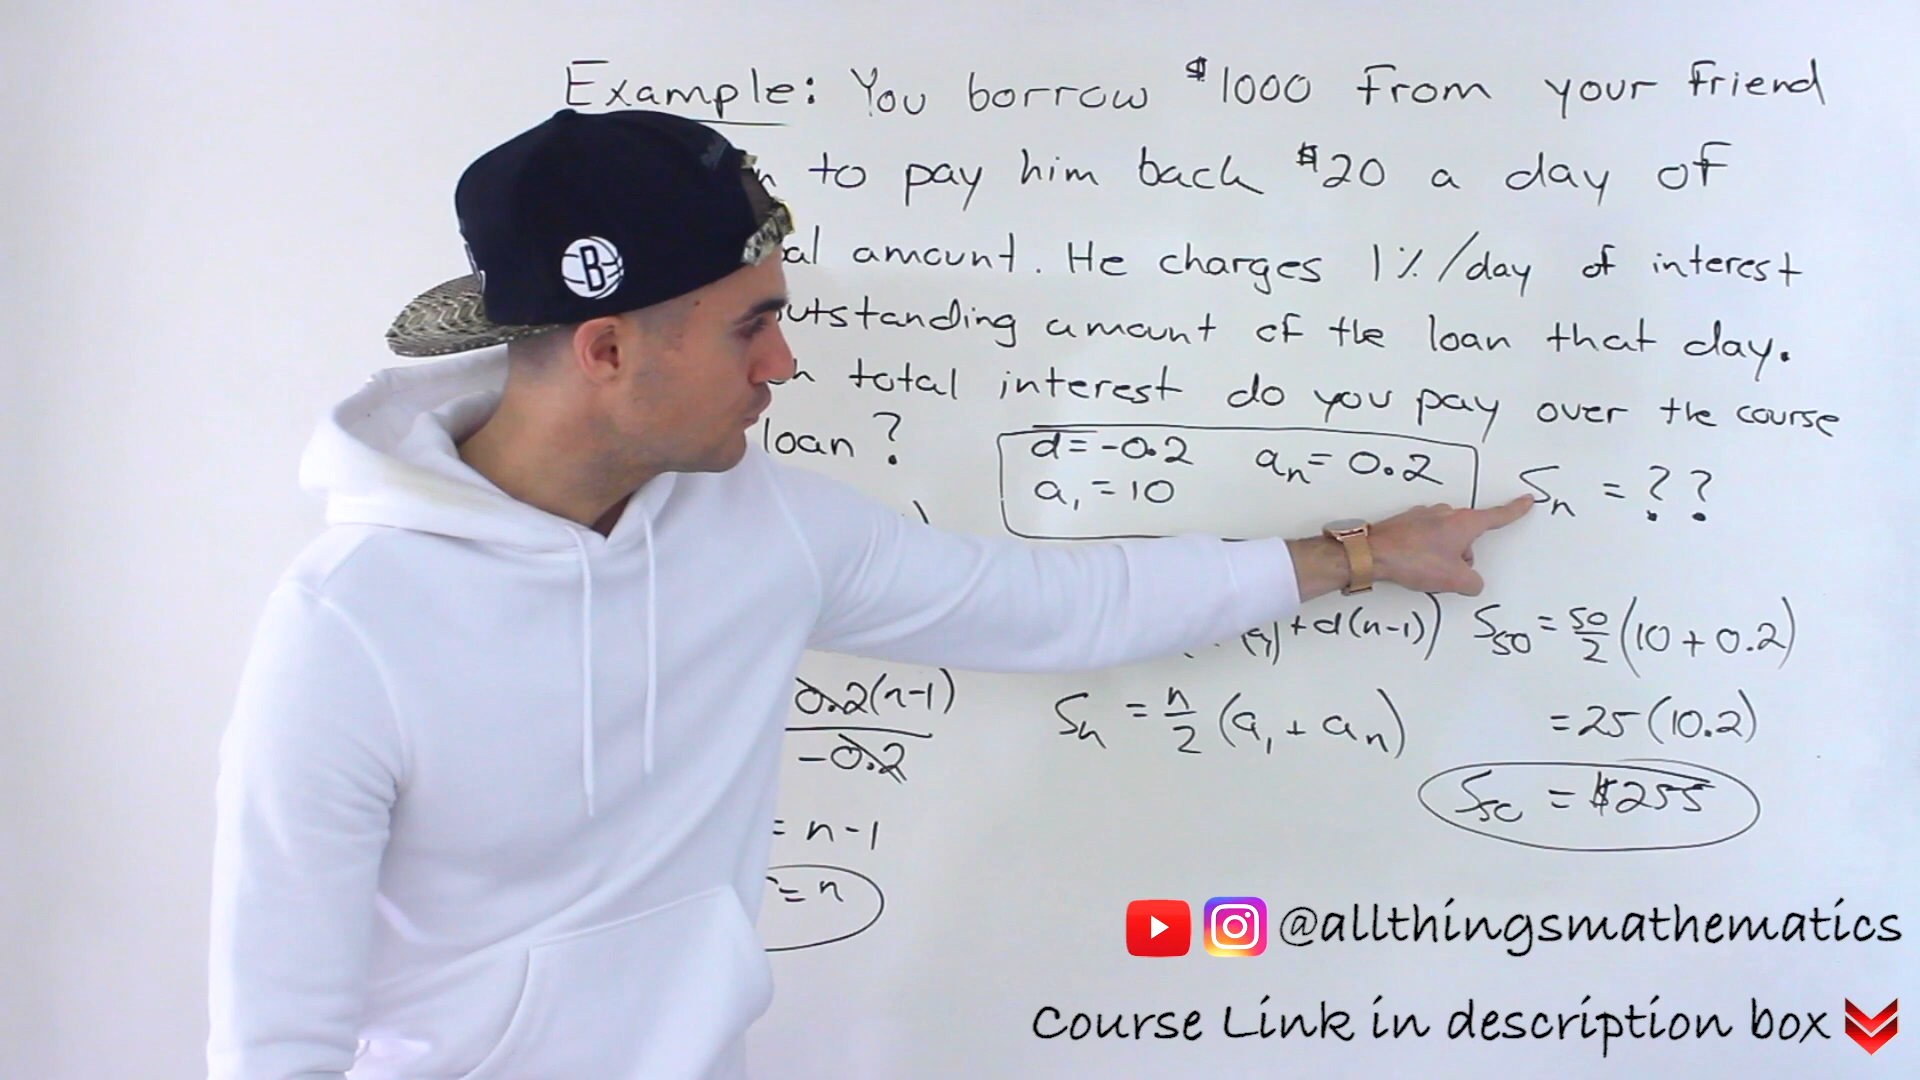 Example: You borrow $1000 from your friend
to pay him back $20 a day of
amount. He charges 1%/day of interest
outstanding amount of the loan that day.
total interest do you pay over the course
loan?
d=-0.2 aₙ=0.2
a₁=10
Sₙ=??
+d(n-1))
S₅₀=50/2(10+0.2)
0.2(n-1)
-0.2
Sₙ=n/2(a₁+aₙ)
=25(10.2)
S₅₀=$255
=n-1
=n
B
@allthingsmathematics
Course Link in description box